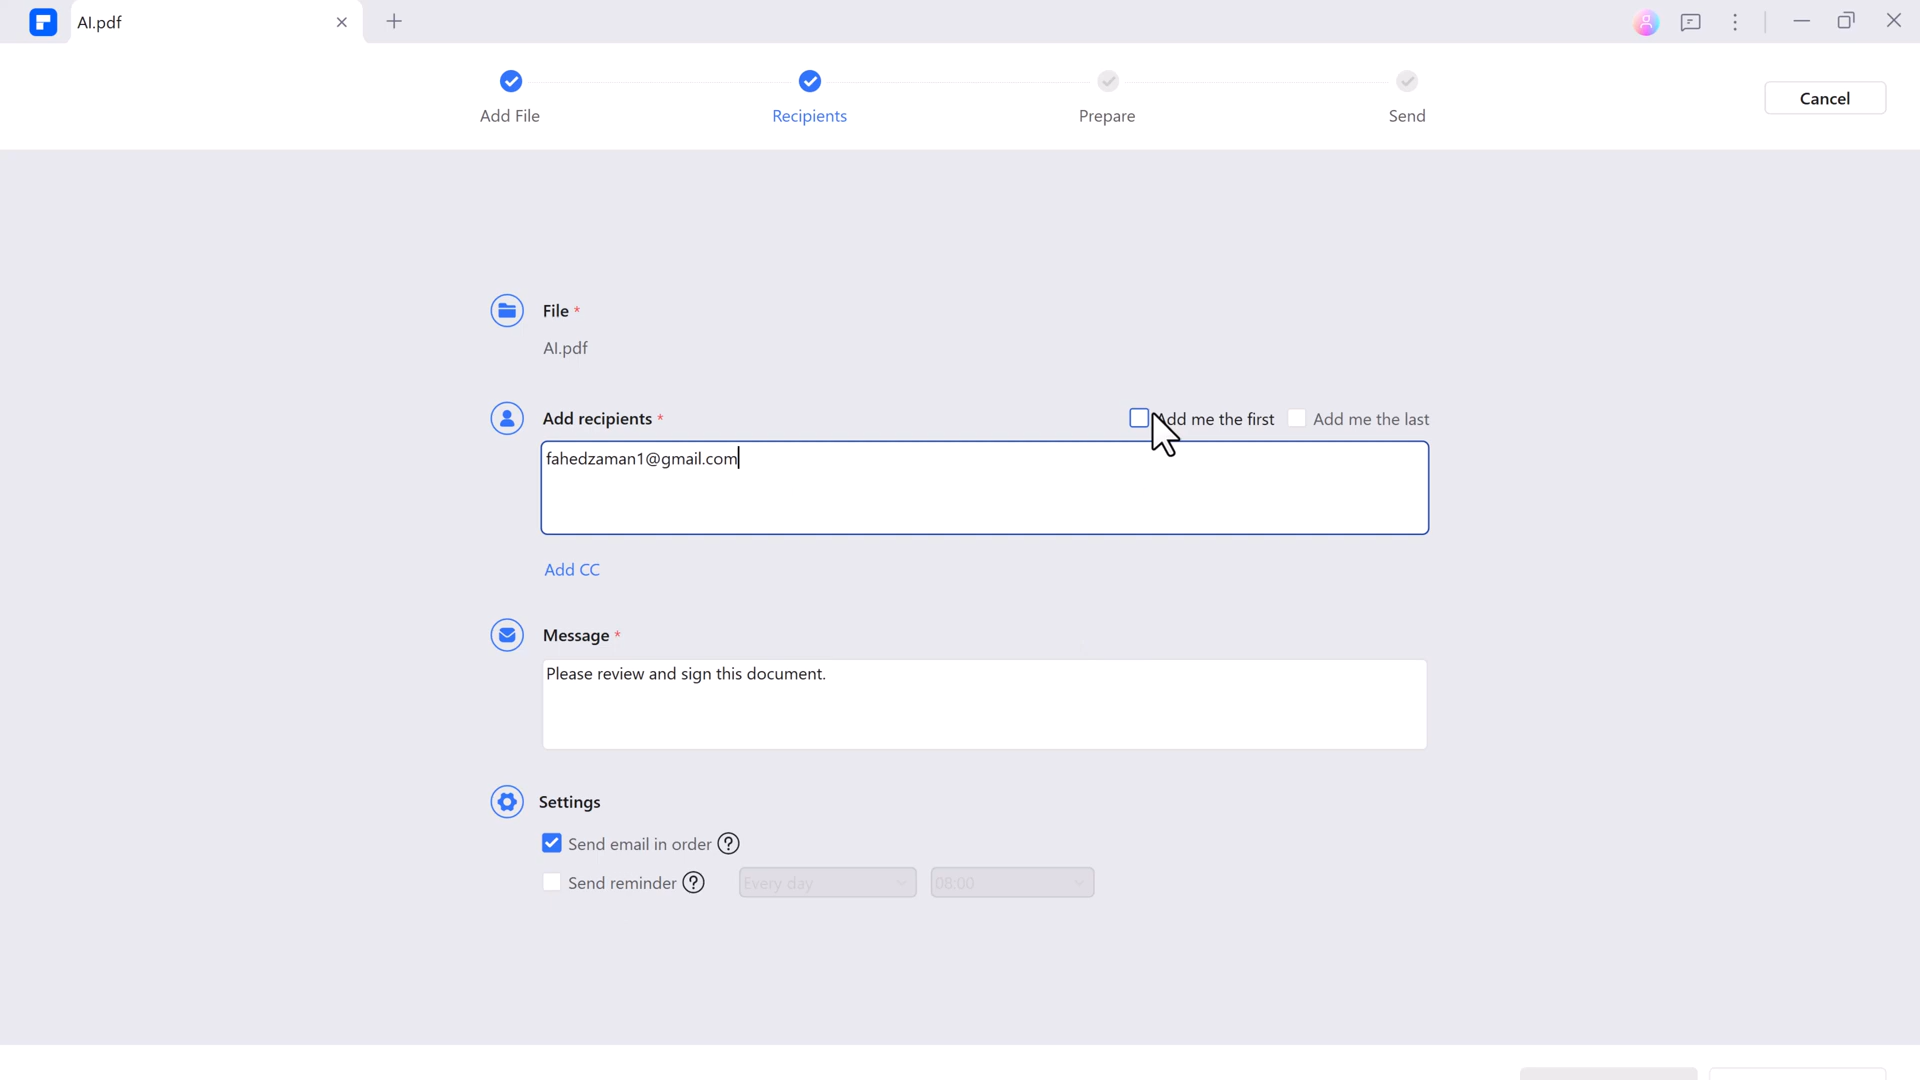 AI.pdf
Add File
Recipients
Prepare
Send
Cancel
File *
AI.pdf
Add recipients *
Add me the first
Add me the last
fahedzaman1@gmail.com
Add CC
Message *
Please review and sign this document.
Settings
Send email in order ?
Send reminder ? Every day 08:00